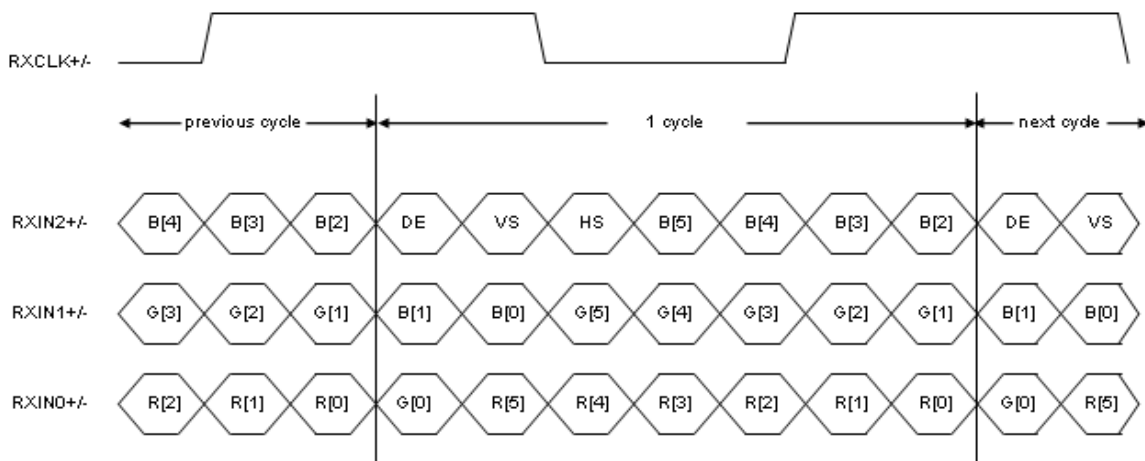 RXCLK+/-
previous cycle 1 cycle next cycle
RXIN2+/- B[4] B[3] B[2] DE VS HS B[5] B[4] B[3] B[2] DE VS
RXIN1+/- G[3] G[2] G[1] B[1] B[0] G[5] G[4] G[3] G[2] G[1] B[1] B[0]
RXIN0+/- R[2] R[1] R[0] G[0] R[5] R[4] R[3] R[2] R[1] R[0] G[0] R[5]